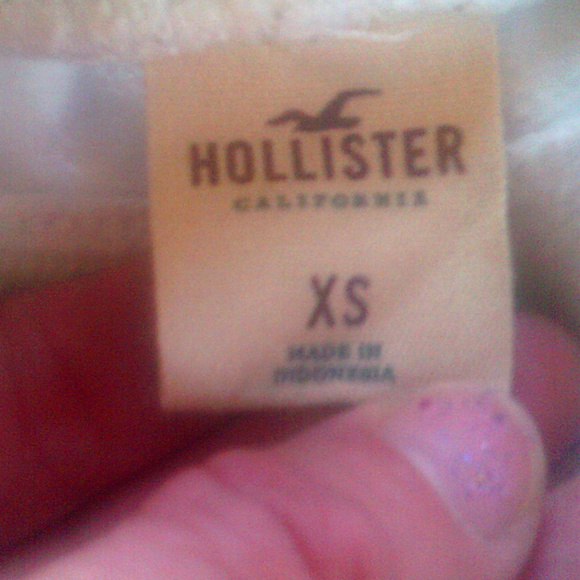 HOLLISTER
CALIFORNIA
XS
MADE IN
INDONESIA